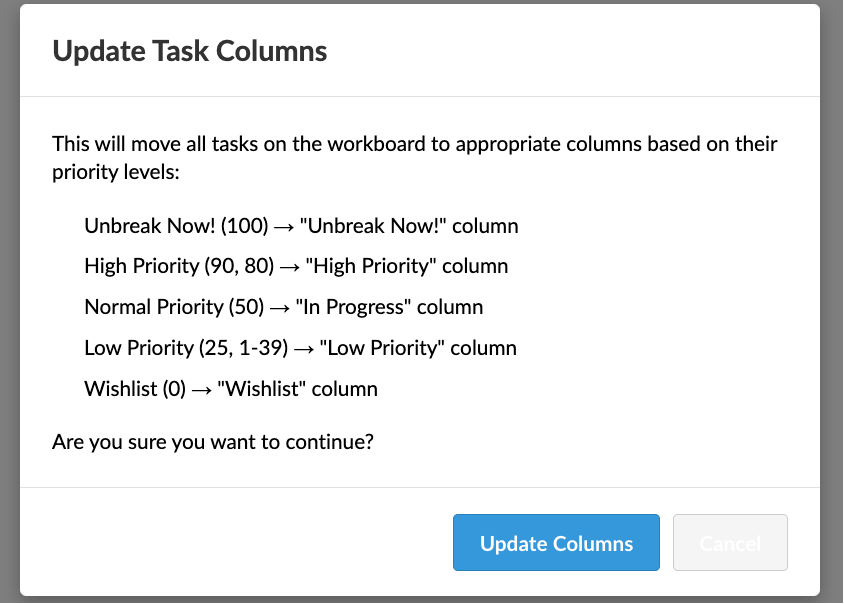 Update Task Columns
This will move all tasks on the workboard to appropriate columns based on their
priority levels:
Unbreak Now! (100) → "Unbreak Now!" column
High Priority (90, 80) → "High Priority" column
Normal Priority (50) → "In Progress" column
Low Priority (25, 1-39) → "Low Priority" column
Wishlist (0) → "Wishlist" column
Are you sure you want to continue?
Update Columns
Cancel